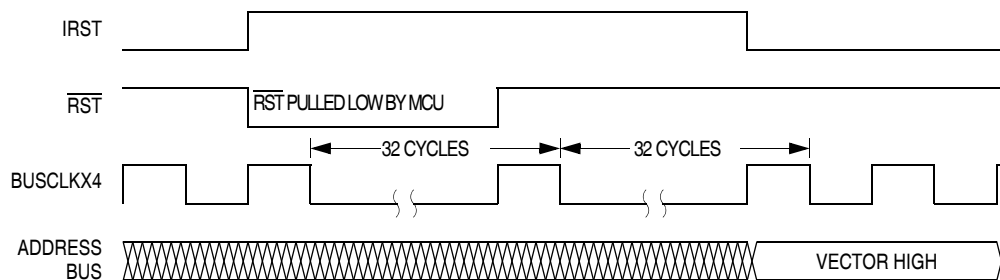 IRST
RST
RST PULLED LOW BY MCU
32 CYCLES 32 CYCLES
BUSCLKX4
ADDRESS
BUS
VECTOR HIGH